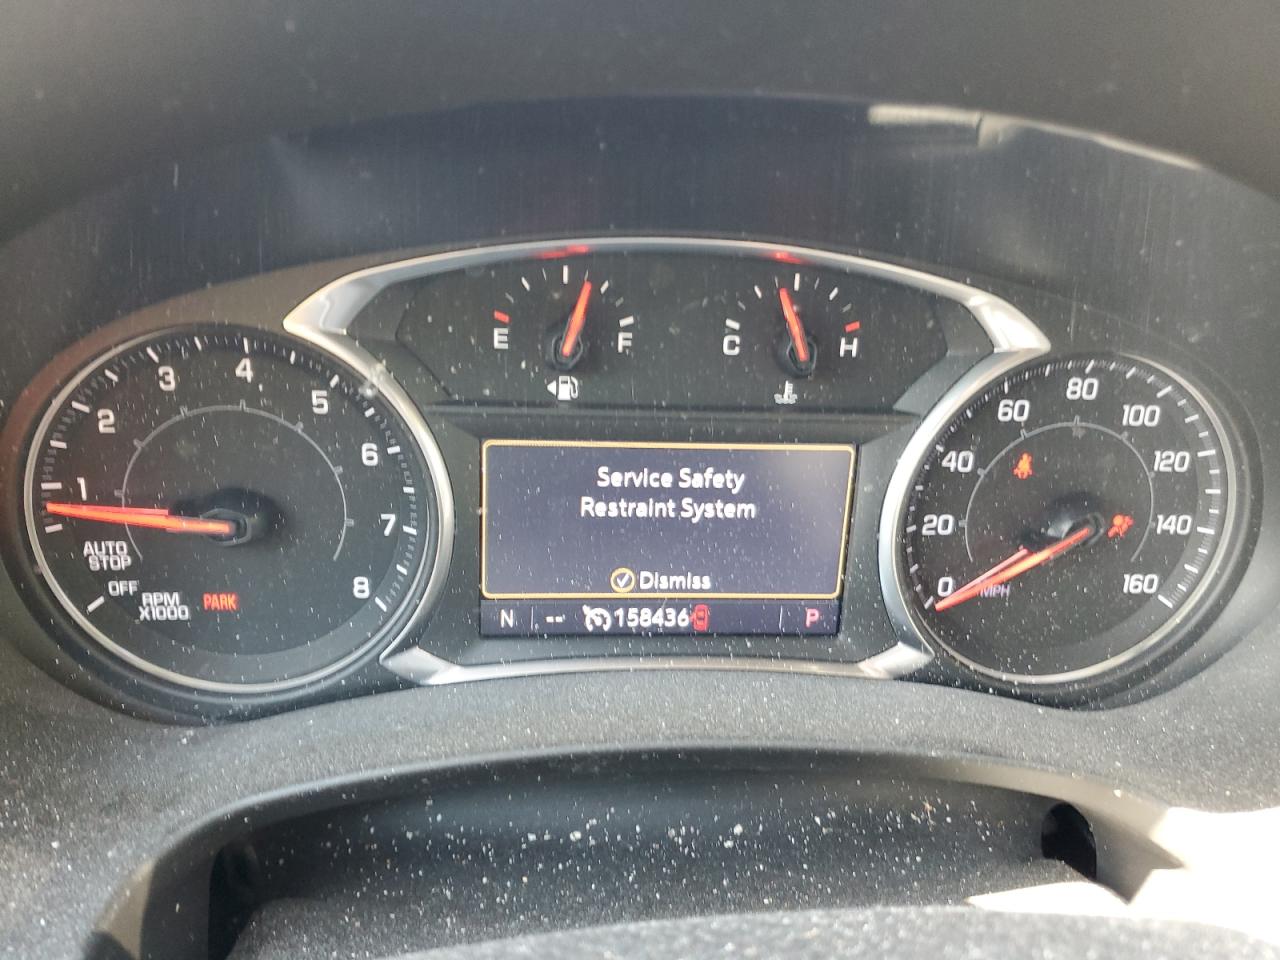 1
2
3
4
5
6
7
8
AUTO
STOP
OFF
RPM
X1000
PARK
E
F
C
H
Service Safety
Restraint System
Dismiss
N -- 158436 P
0
20
40
60
80
100
120
140
160
MPH